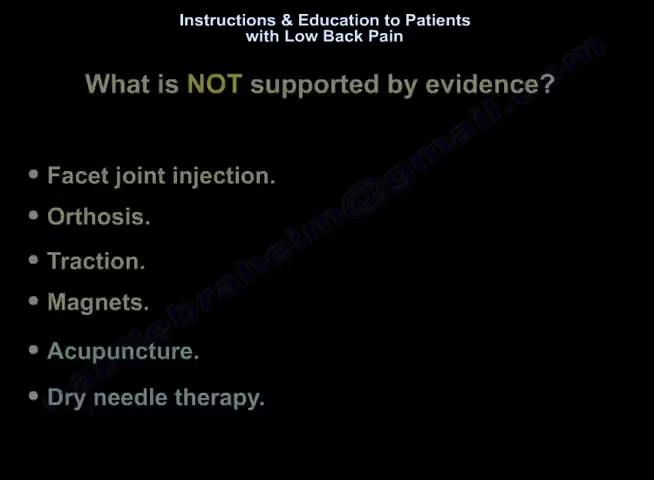 Instructions & Education to Patients
with Low Back Pain
What is NOT supported by evidence?
• Facet joint injection.
• Orthosis.
• Traction.
• Magnets.
• Acupuncture.
• Dry needle therapy.